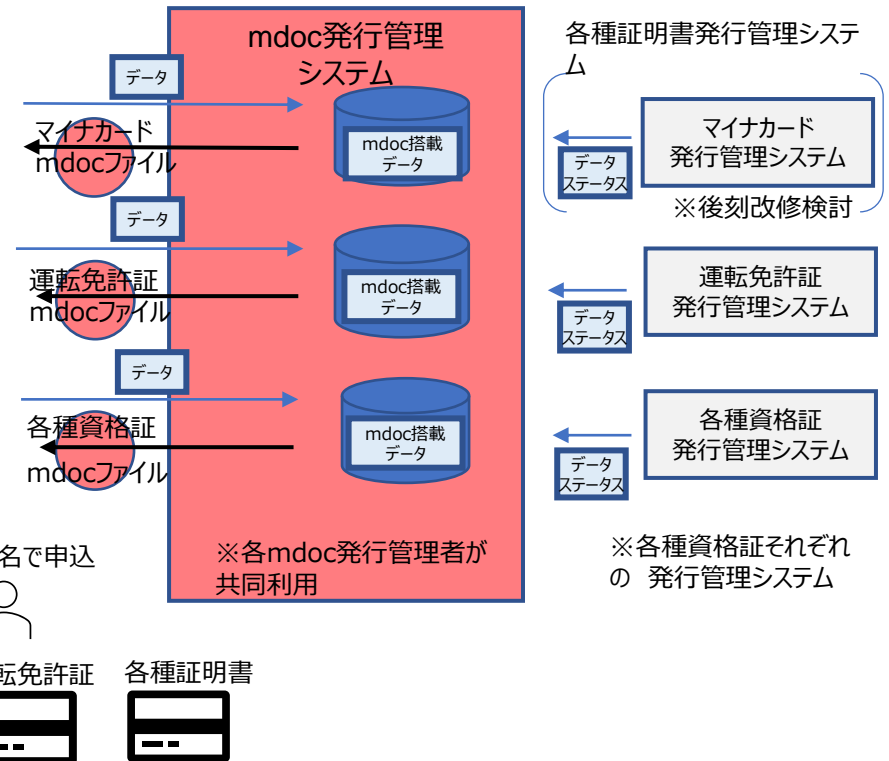 mdoc発行管理
システム
各種証明書発行管理システ
ム
データ
マイナカード
mdocファイル
mdoc搭載
データ
データ
ステータス
マイナカード
発行管理システム
※後刻改修検討
データ
運転免許証
mdocファイル
mdoc搭載
データ
データ
ステータス
運転免許証
発行管理システム
データ
各種資格証
mdocファイル
mdoc搭載
データ
データ
ステータス
各種資格証
発行管理システム
名で申込
※各mdoc発行管理者が
共同利用
※各種資格証それぞれ
の 発行管理システム
転免許証
各種証明書